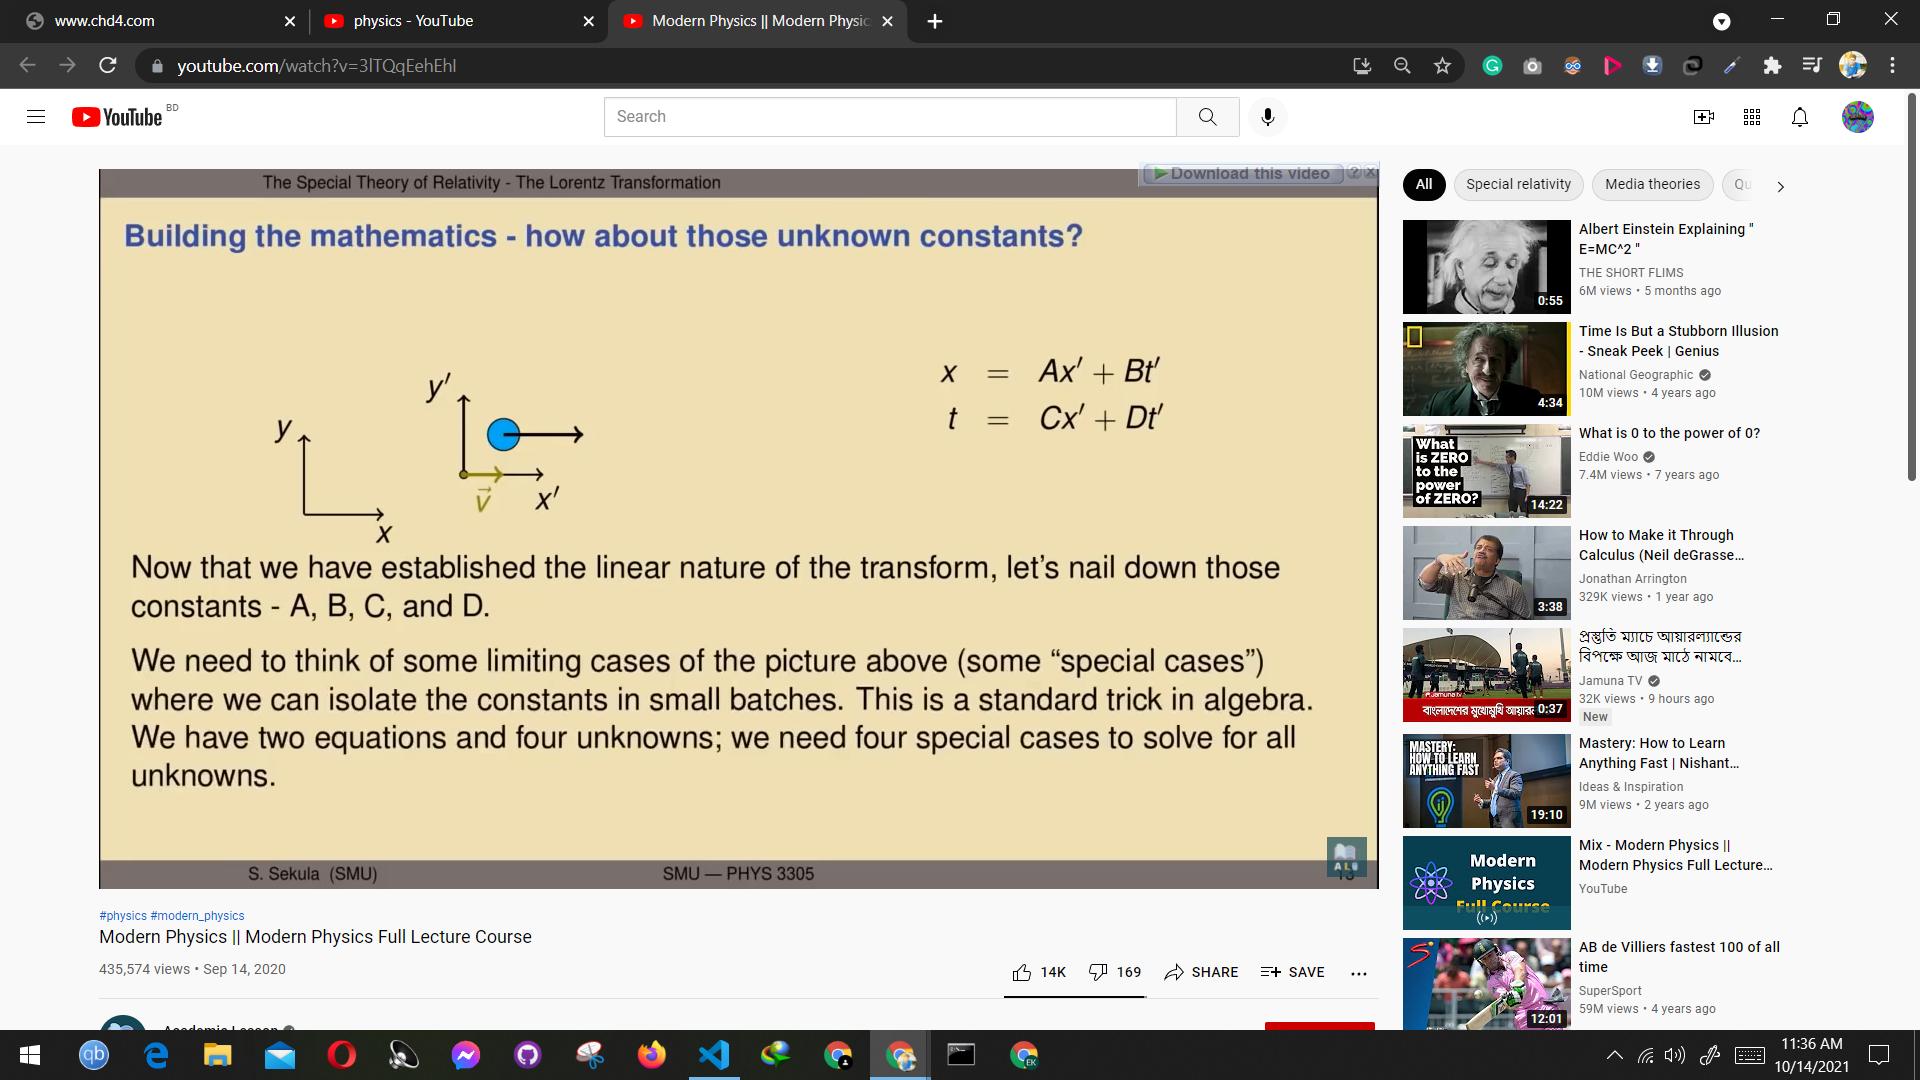 www.chd4.com
physics - YouTube
Modern Physics || Modern Physic
youtube.com/watch?v=3lTQqEehEhI
YouTube BD
Search
The Special Theory of Relativity - The Lorentz Transformation
Download this video
Building the mathematics - how about those unknown constants?
y
x
y′
x′
v⃗
x = Ax′ + Bt′
t = Cx′ + Dt′
Now that we have established the linear nature of the transform, let's nail down those
constants - A, B, C, and D.
We need to think of some limiting cases of the picture above (some “special cases”)
where we can isolate the constants in small batches. This is a standard trick in algebra.
We have two equations and four unknowns; we need four special cases to solve for all
unknowns.
S. Sekula (SMU)
SMU — PHYS 3305
13
#physics #modern_physics
Modern Physics || Modern Physics Full Lecture Course
435,574 views • Sep 14, 2020
14K
169
SHARE
SAVE
All
Special relativity
Media theories
Qu
Albert Einstein Explaining "
E=MC^2 "
THE SHORT FLIMS
6M views • 5 months ago
0:55
Time Is But a Stubborn Illusion
- Sneak Peek | Genius
National Geographic
10M views • 4 years ago
4:34
What
is ZERO
to the
power
of ZERO?
14:22
What is 0 to the power of 0?
Eddie Woo
7.4M views • 7 years ago
How to Make it Through
Calculus (Neil deGrasse...
Jonathan Arrington
329K views • 1 year ago
3:38
প্রস্তুতি ম্যাচে আয়ারল্যান্ডের
বিপক্ষে আজ মাঠে নামবে...
Jamuna TV
32K views • 9 hours ago
New
0:37
MASTERY:
HOW TO LEARN
ANYTHING FAST
19:10
Mastery: How to Learn
Anything Fast | Nishant...
Ideas & Inspiration
9M views • 2 years ago
Modern
Physics
Full Course
Mix - Modern Physics ||
Modern Physics Full Lecture...
YouTube
AB de Villiers fastest 100 of all
time
SuperSport
59M views • 4 years ago
12:01
11:36 AM
10/14/2021